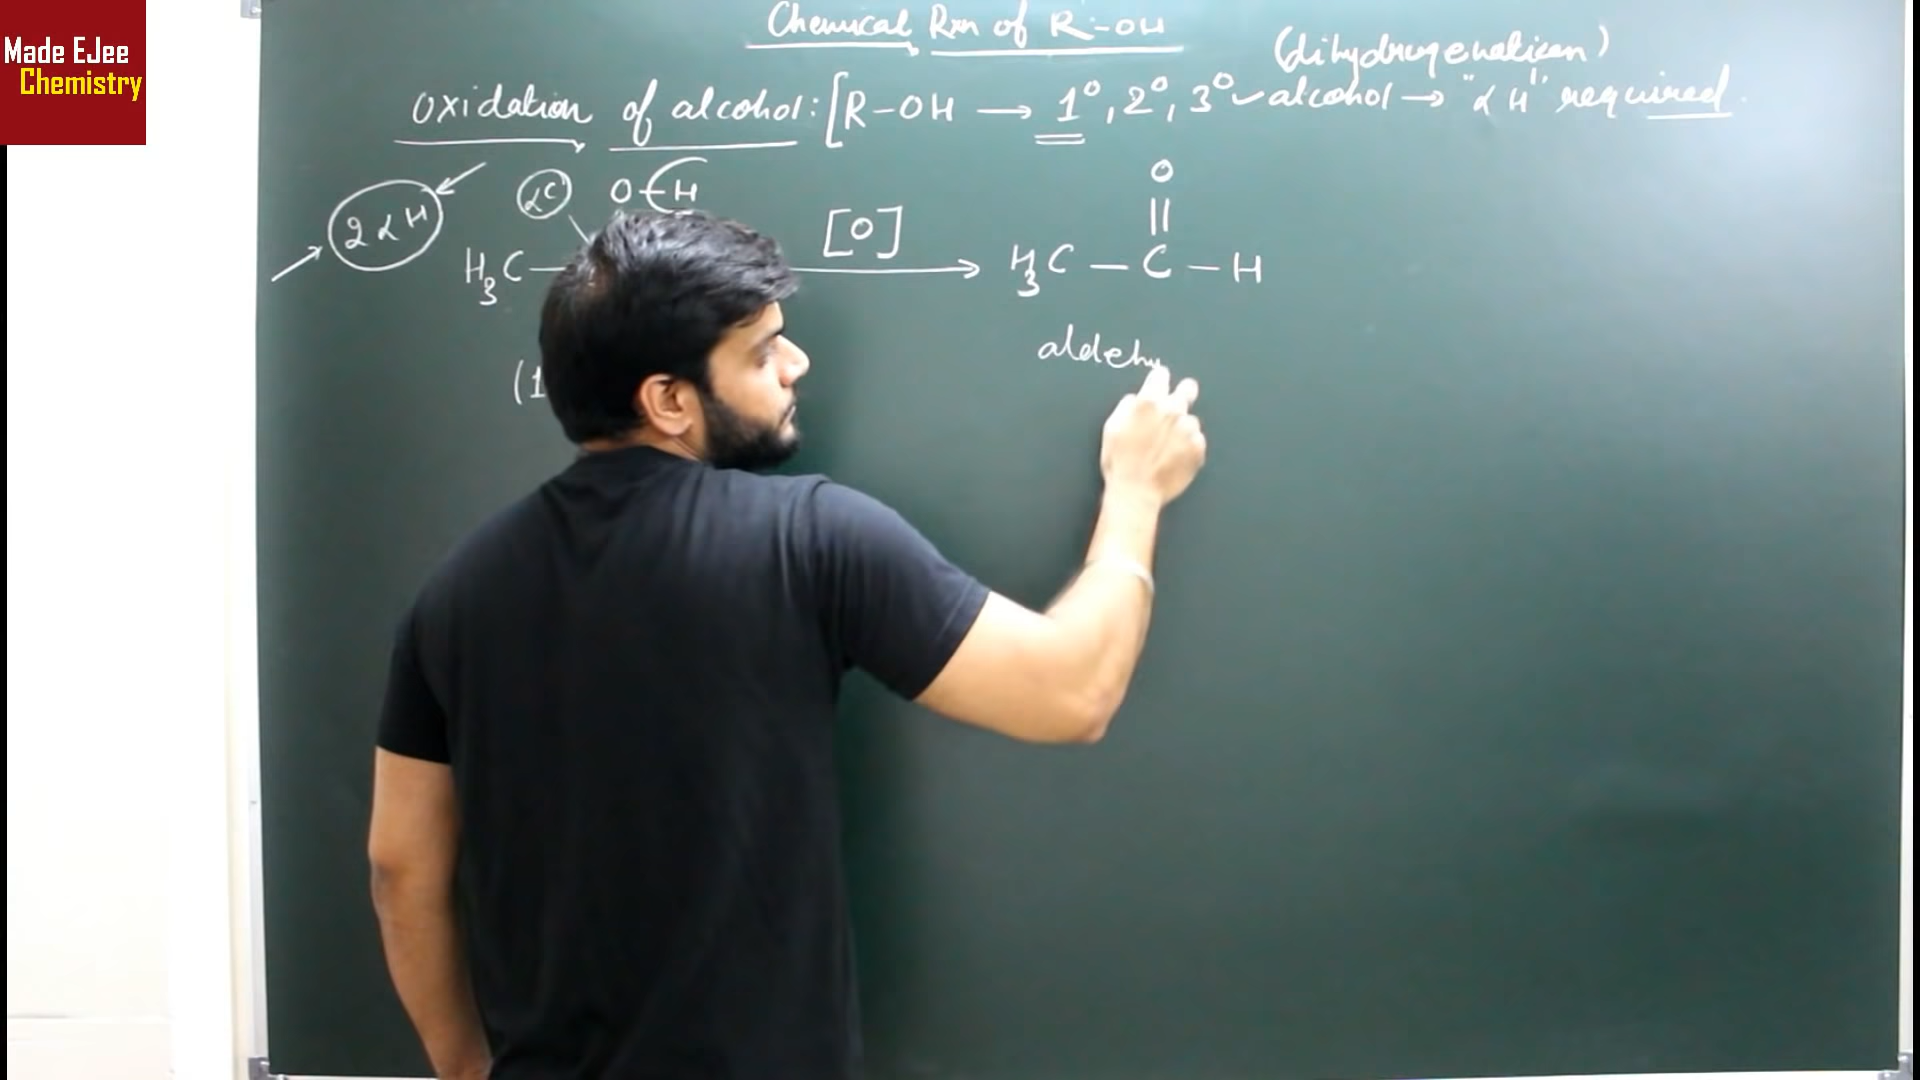 Made EJee
Chemistry
Chemical Rxn of R-OH
(dihydrogenation)
oxidation of alcohol: [R-OH → 1°, 2°, 3° alcohol → "αH" required.
2αH
αC
O-H
[O]
O
||
H₃C —
→ H₃C — C — H
(1
aldehy